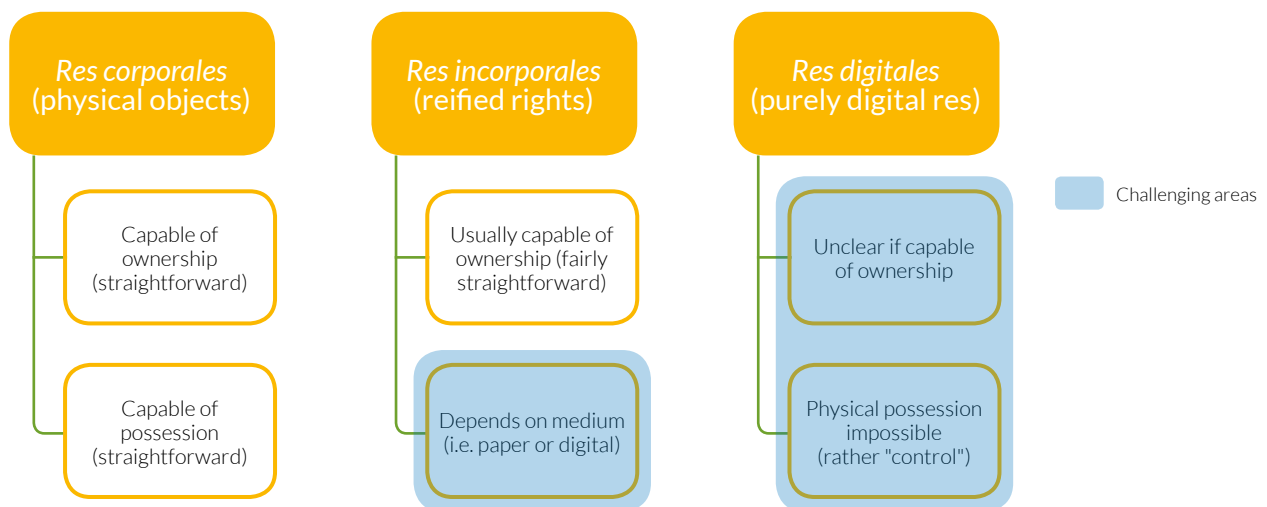 Res corporales
(physical objects)
Capable of
ownership
(straightforward)
Capable of
possession
(straightforward)
Res incorporales
(reified rights)
Usually capable of
ownership (fairly
straightforward)
Depends on medium
(i.e. paper or digital)
Res digitales
(purely digital res)
Unclear if capable
of ownership
Physical possession
impossible
(rather "control")
Challenging areas